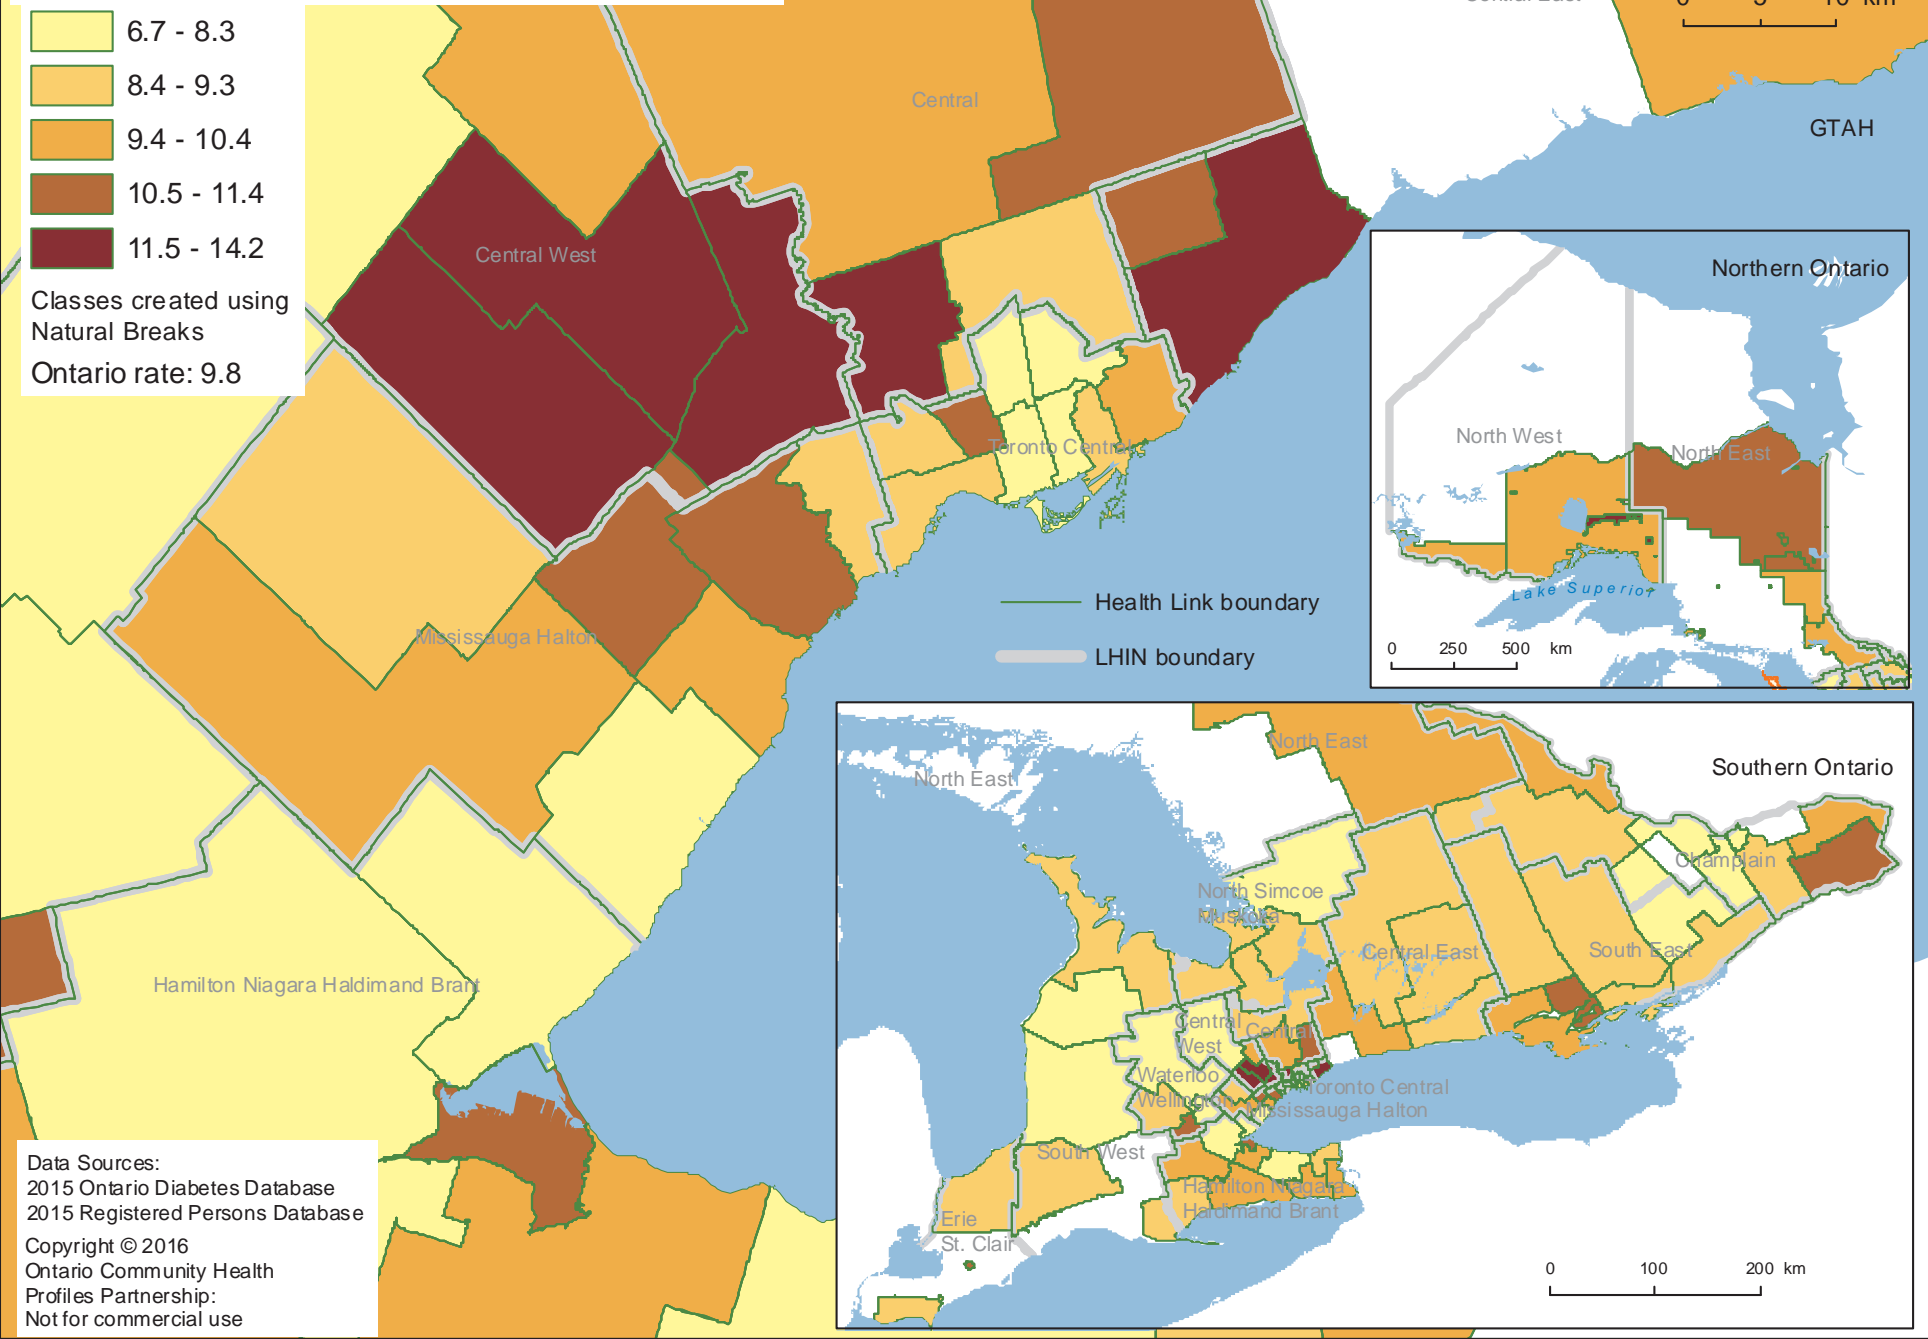 6.7 - 8.3
8.4 - 9.3
9.4 - 10.4
10.5 - 11.4
11.5 - 14.2
Classes created using
Natural Breaks
Ontario rate: 9.8
Central East
0 5 10 km
Central
GTAH
Central West
Toronto Central
Mississauga Halton
Hamilton Niagara Haldimand Brant
Health Link boundary
LHIN boundary
Northern Ontario
North West
North East
Lake Superior
0 250 500 km
Southern Ontario
North East
North East
Champlain
North Simcoe
Muskoka
Central East
South East
Central
West
Central
Waterloo
Wellington
Toronto Central
Mississauga Halton
South West
Hamilton Niagara
Haldimand Brant
Erie
St. Clair
0 100 200 km
Data Sources:
2015 Ontario Diabetes Database
2015 Registered Persons Database
Copyright © 2016
Ontario Community Health
Profiles Partnership:
Not for commercial use